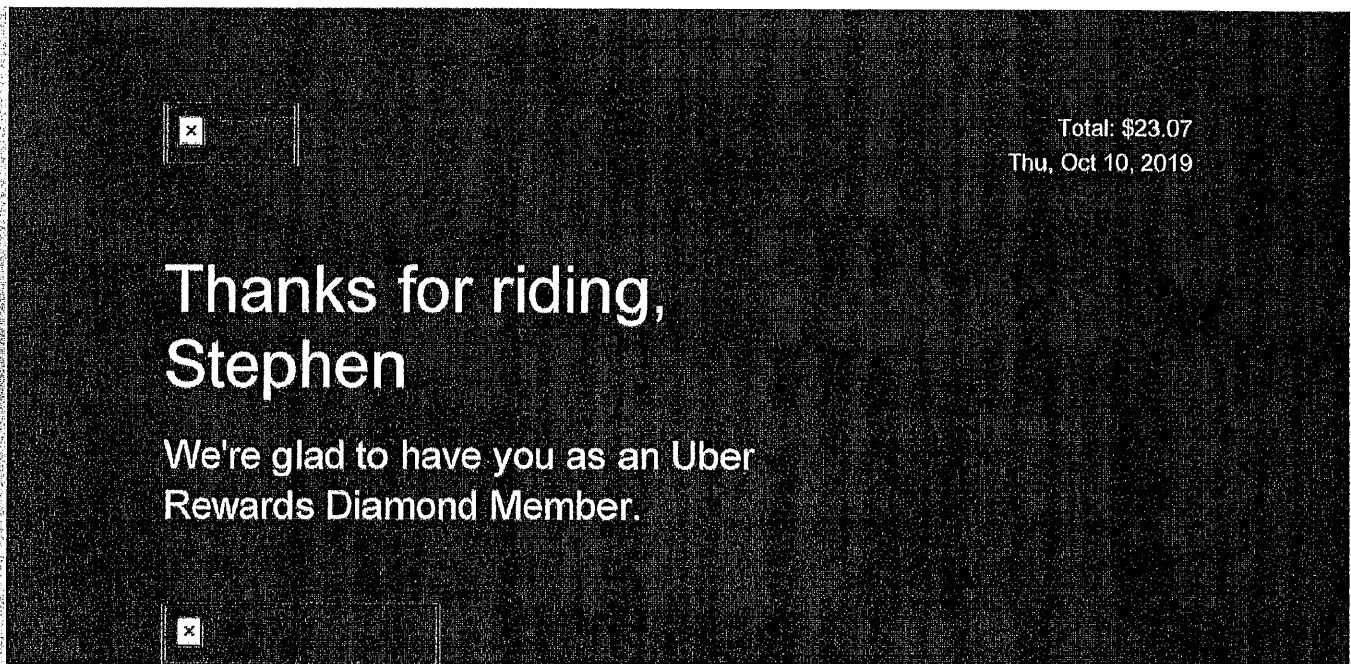 Total: $23.07
Thu, Oct 10, 2019
Thanks for riding,
Stephen
We're glad to have you as an Uber
Rewards Diamond Member.